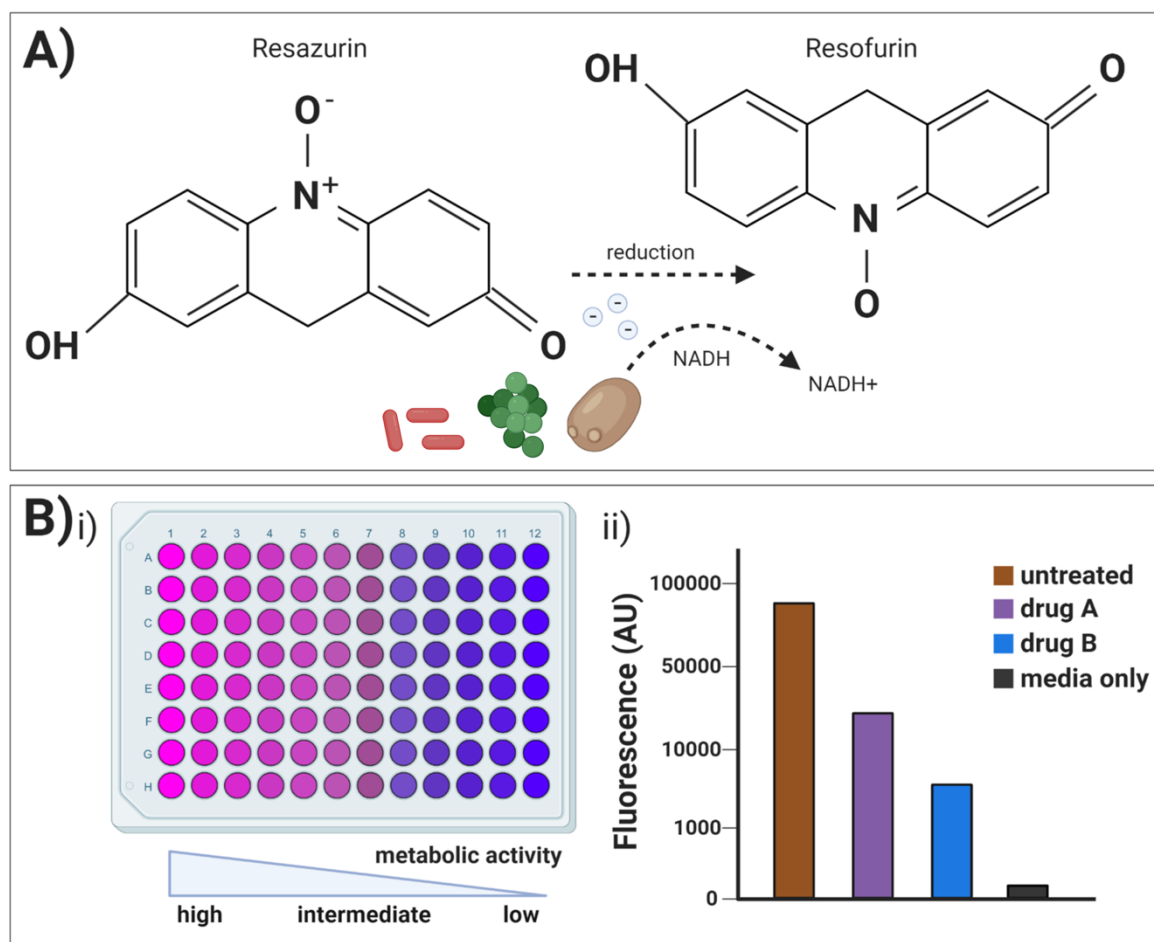 A)
Resazurin
Resofurin
O-
N+
OH
O
OH
O
N
O
reduction
- - -
NADH
NADH+
B)
i)
1 2 3 4 5 6 7 8 9 10 11 12
A
B
C
D
E
F
G
H
metabolic activity
high intermediate low
ii)
Fluorescence (AU)
100000
50000
10000
1000
0
untreated
drug A
drug B
media only